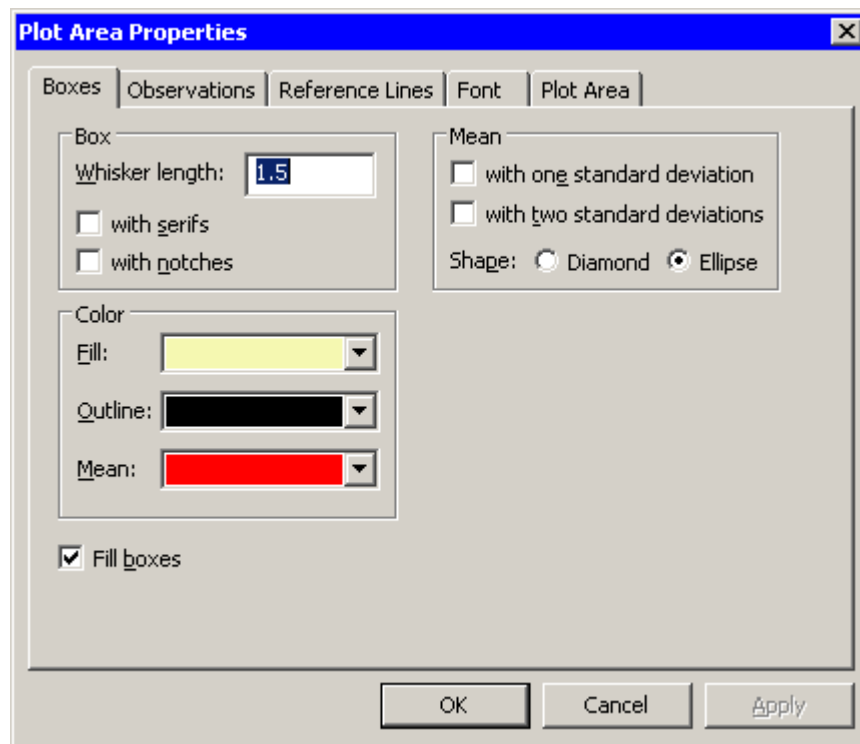 Plot Area Properties
Boxes Observations Reference Lines Font Plot Area
Box
Whisker length: 1.5
with serifs
with notches
Mean
with one standard deviation
with two standard deviations
Shape: Diamond Ellipse
Color
Fill:
Outline:
Mean:
Fill boxes
OK Cancel Apply